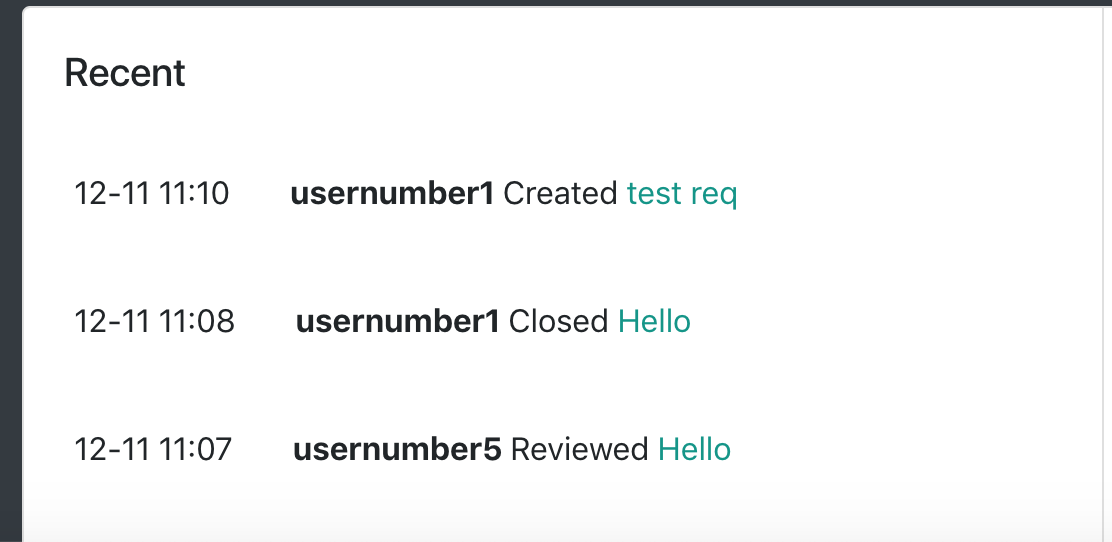 Recent
12-11 11:10 usernumber1 Created test req
12-11 11:08 usernumber1 Closed Hello
12-11 11:07 usernumber5 Reviewed Hello